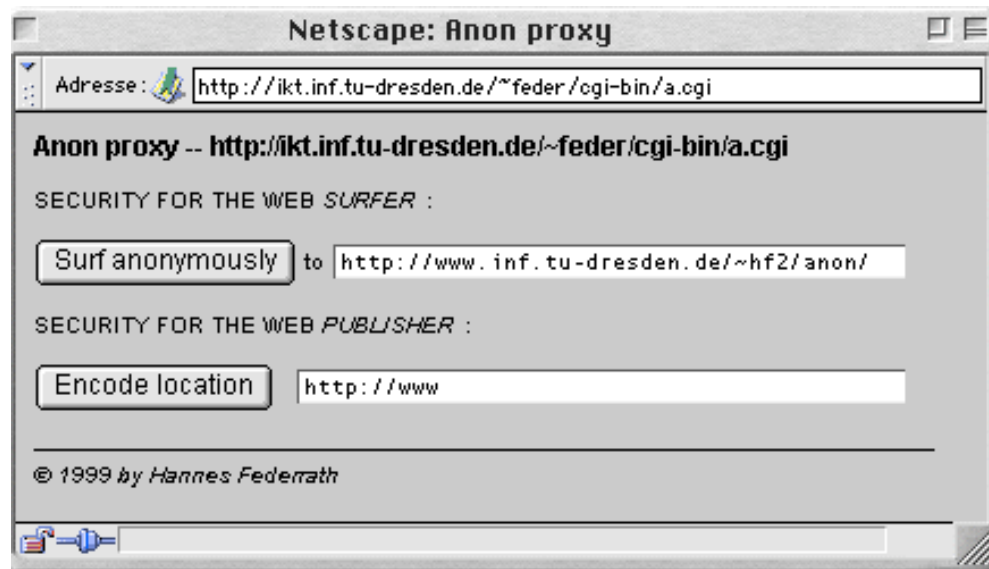 Netscape: Anon proxy
Adresse: http://ikt.inf.tu-dresden.de/~feder/cgi-bin/a.cgi
Anon proxy -- http://ikt.inf.tu-dresden.de/~feder/cgi-bin/a.cgi
SECURITY FOR THE WEB SURFER :
Surf anonymously to http://www.inf.tu-dresden.de/~hf2/anon/
SECURITY FOR THE WEB PUBLISHER :
Encode location http://www
© 1999 by Hannes Federrath